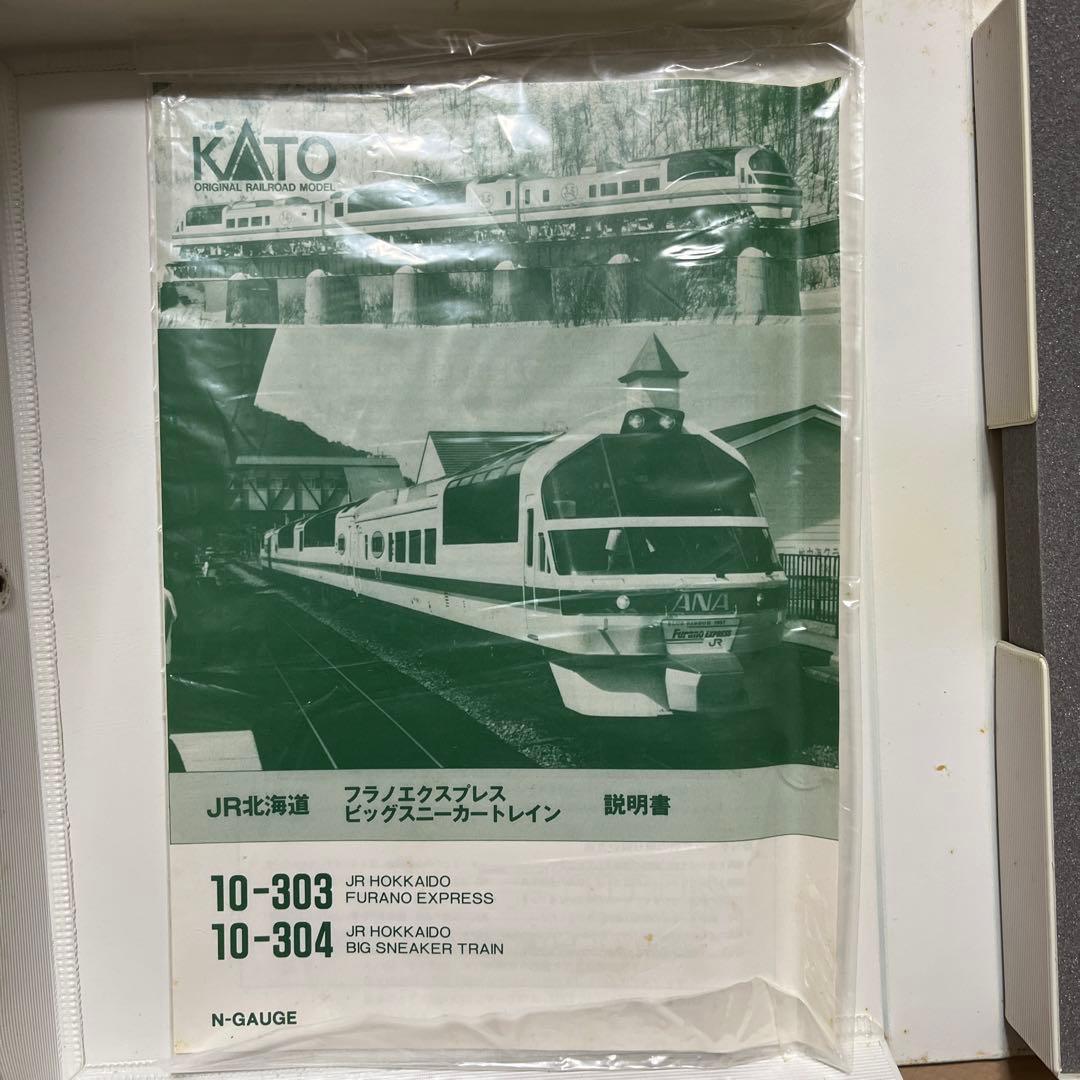 KATO
ORIGINAL RAILROAD MODEL
ANA
Furano EXPRESS
JR
JR北海道 フラノエクスプレス ビッグスニーカートレイン 説明書
10-303 JR HOKKAIDO FURANO EXPRESS
10-304 JR HOKKAIDO BIG SNEAKER TRAIN
N-GAUGE